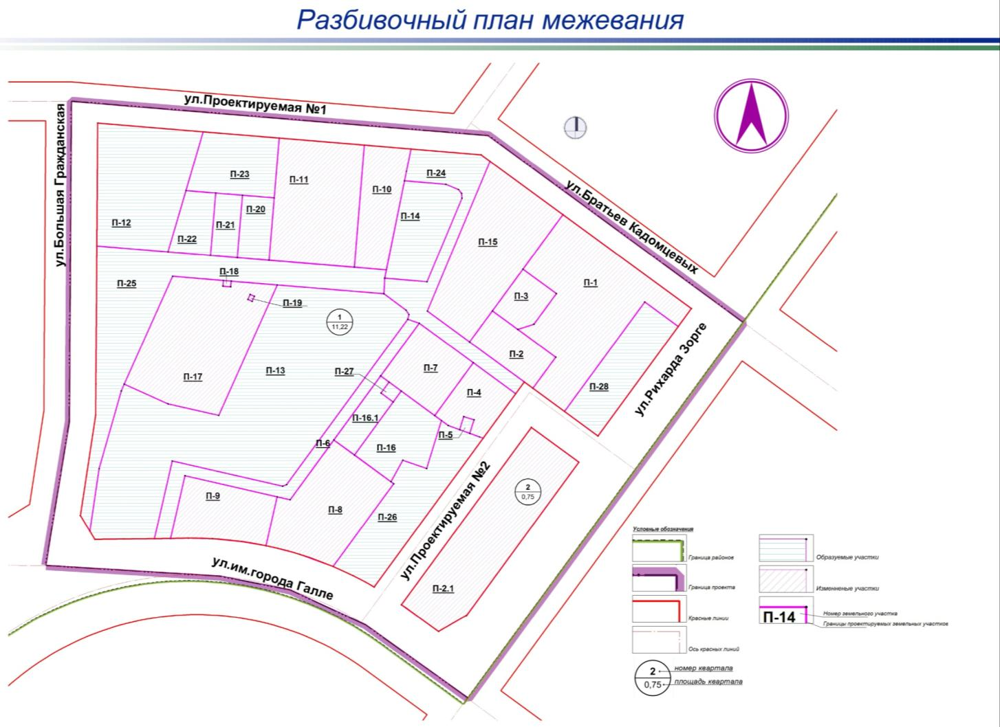 Разбивочный план межевания
ул.Проектируемая №1
ул.Большая Гражданская
ул.Братьев Кадомцевых
П-23
П-11
П-24
П-10
П-20
П-14
П-12
П-21
П-22
П-15
П-18
П-25
П-1
П-19
П-3
1
11,22
ул.Рихарда Зорге
П-2
П-7
П-27
П-13
П-17
П-28
П-4
П-16.1
П-5
П-6
П-16
ул.Проектируемая №2
2
0,75
П-9
П-8
П-26
ул.им.города Галле
П-2.1
Условные обозначения
Граница районов
Граница проекта
Красные линии
Ось красных линий
2
0,75
номер квартала
площадь квартала
Образуемые участки
Измененные участки
П-14
Номер земельного участка
Границы проектируемых земельных участков